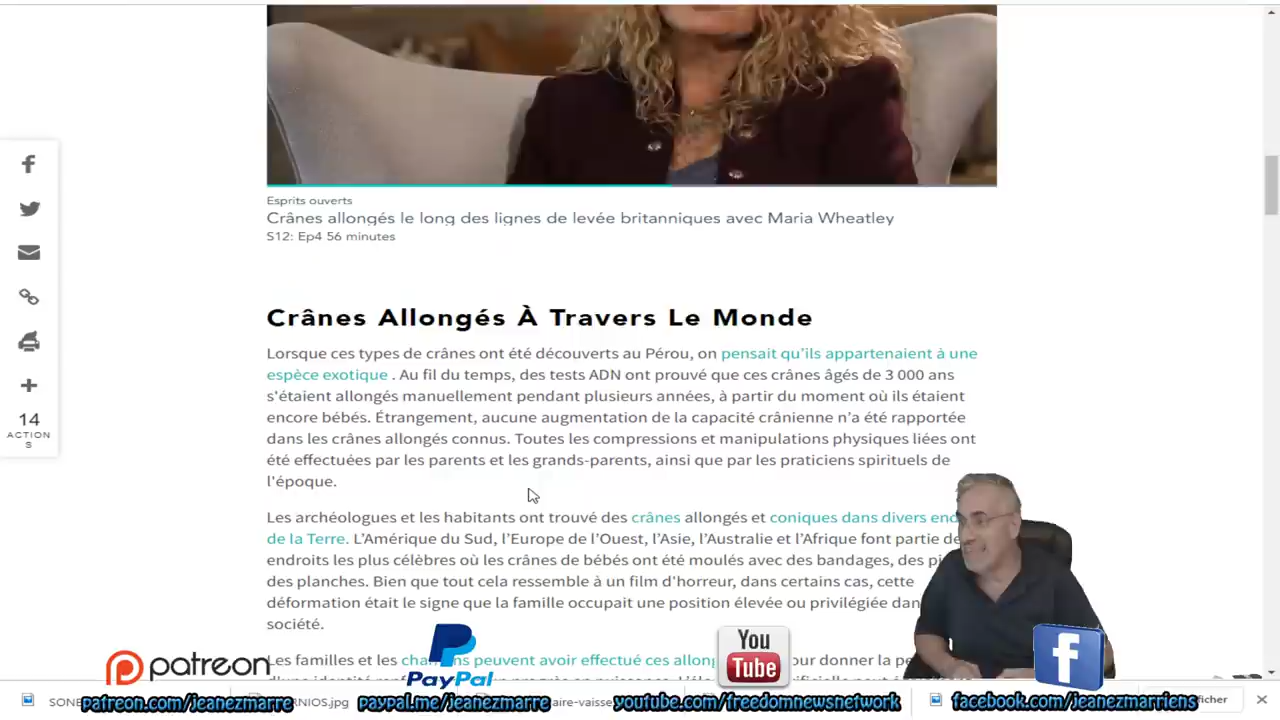 Esprits ouverts
Crânes allongés le long des lignes de levée britanniques avec Maria Wheatley
S12: Ep4 56 minutes
Crânes Allongés À Travers Le Monde
Lorsque ces types de crânes ont été découverts au Pérou, on pensait qu'ils appartenaient à une
espèce exotique . Au fil du temps, des tests ADN ont prouvé que ces crânes âgés de 3 000 ans
s'étaient allongés manuellement pendant plusieurs années, à partir du moment où ils étaient
encore bébés. Étrangement, aucune augmentation de la capacité crânienne n'a été rapportée
dans les crânes allongés connus. Toutes les compressions et manipulations physiques liées ont
été effectuées par les parents et les grands-parents, ainsi que par les praticiens spirituels de
l'époque.
Les archéologues et les habitants ont trouvé des crânes allongés et coniques dans divers
de la Terre. L'Amérique du Sud, l'Europe de l'Ouest, l'Asie, l'Australie et l'Afrique font partie
endroits les plus célèbres où les crânes de bébés ont été moulés avec des bandages, des
des planches. Bien que tout cela ressemble à un film d'horreur, dans certains cas, cette
déformation était le signe que la famille occupait une position élevée ou privilégiée
société.
Les familles et les peuvent avoir effectué ces pour donner la
14
ACTION
S
patreon
PayPal
You
Tube
f
patreon.com/jeanezmarre
paypal.me/jeanezmarre
youtube.com/freedomnewsnetwork
facebook.com/jeanezmarriens